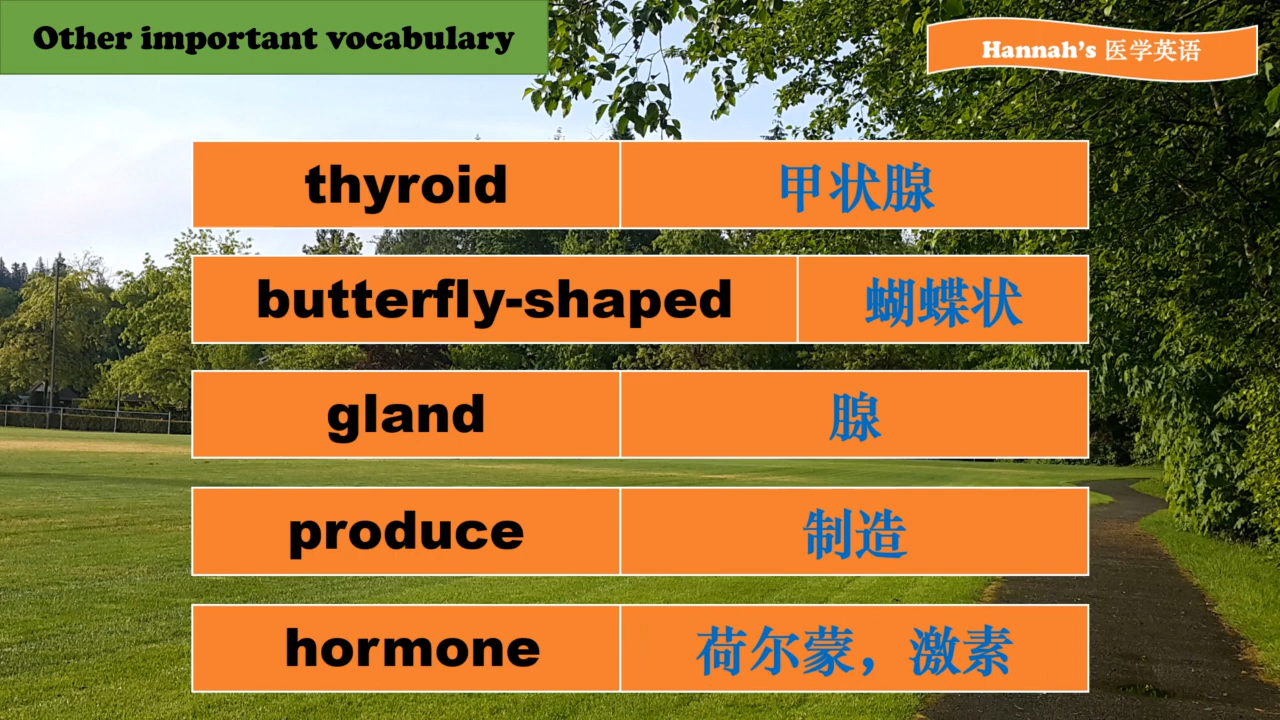 Other important vocabulary
Hannah's 医学英语
thyroid 甲状腺
butterfly-shaped 蝴蝶状
gland 腺
produce 制造
hormone 荷尔蒙，激素